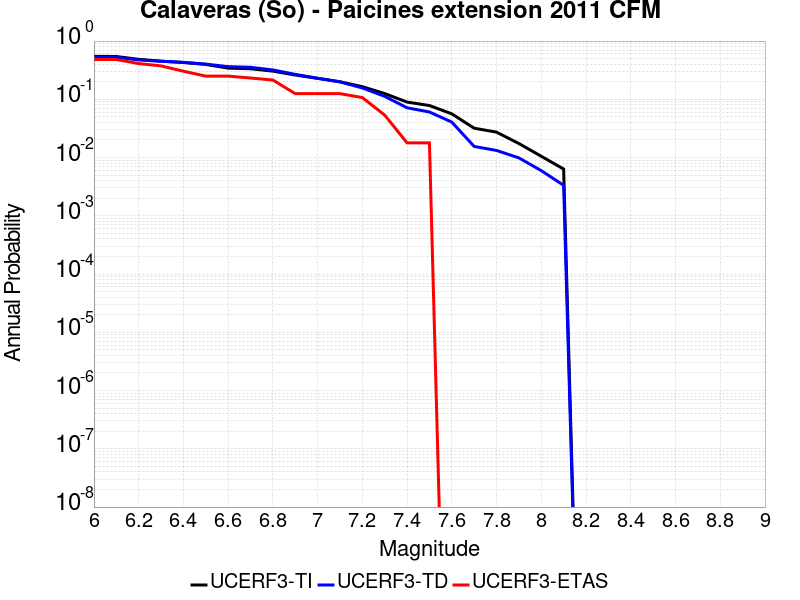 Calaveras (So) - Paicines extension 2011 CFM
Annual Probability
10^0
10^-1
10^-2
10^-3
10^-4
10^-5
10^-6
10^-7
10^-8
6 6.2 6.4 6.6 6.8 7 7.2 7.4 7.6 7.8 8 8.2 8.4 8.6 8.8 9
Magnitude
UCERF3-TI UCERF3-TD UCERF3-ETAS